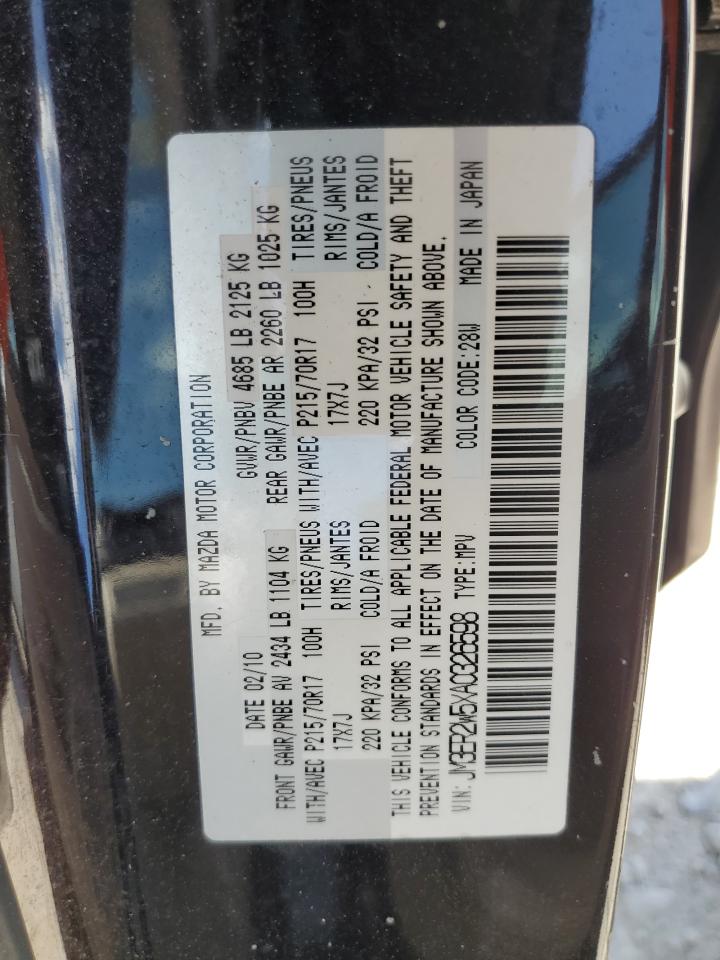 MFD. BY MAZDA MOTOR CORPORATION
DATE 02/10 GVWR/PNBV 4685 LB 2125 KG
FRONT GAWR/PNBE AV 2434 LB 1104 KG REAR GAWR/PNBE AR 2260 LB 1025 KG
WITH/AVEC P215/70R17 100H TIRES/PNEUS WITH/AVEC P215/70R17 100H TIRES/PNEUS
17X7J RIMS/JANTES 17X7J RIMS/JANTES
220 KPA/32 PSI COLD/A FROID 220 KPA/32 PSI COLD/A FROID
THIS VEHICLE CONFORMS TO ALL APPLICABLE FEDERAL MOTOR VEHICLE SAFETY AND THEFT
PREVENTION STANDARDS IN EFFECT ON THE DATE OF MANUFACTURE SHOWN ABOVE.
VIN: JM3ER2W5XA0326598 TYPE:MPV COLOR CODE:28W MADE IN JAPAN